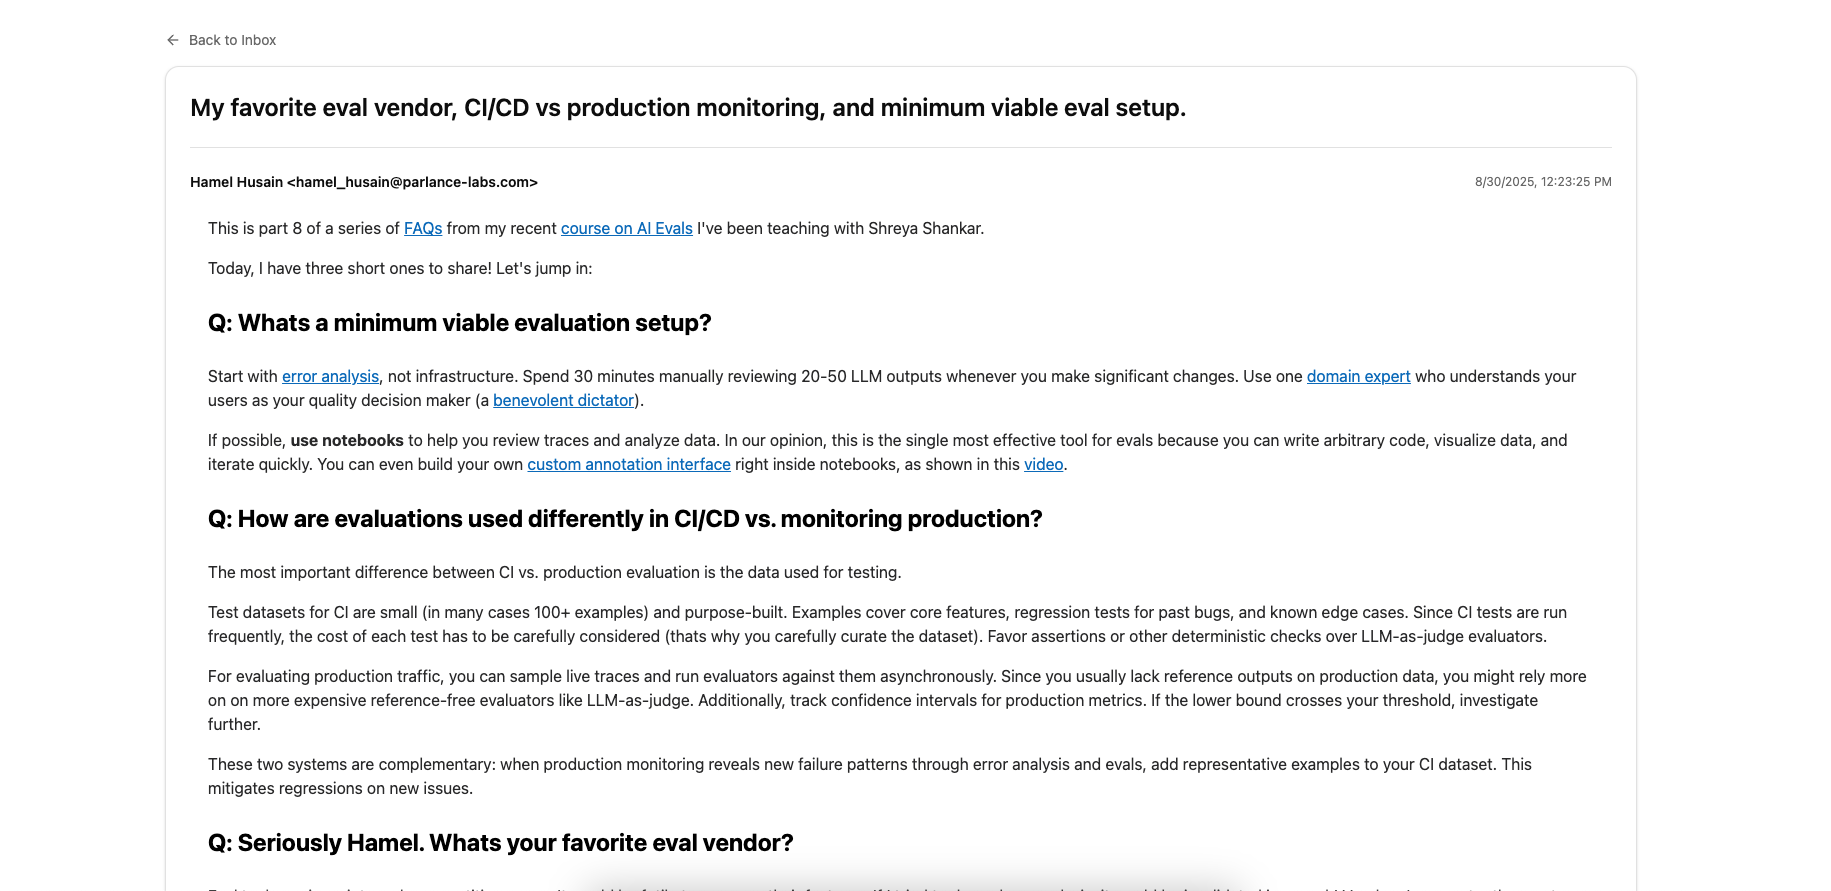 Back to Inbox
My favorite eval vendor, CI/CD vs production monitoring, and minimum viable eval setup.
Hamel Husain <hamel_husain@parlance-labs.com>
8/30/2025, 12:23:25 PM
This is part 8 of a series of FAQs from my recent course on AI Evals I've been teaching with Shreya Shankar.
Today, I have three short ones to share! Let's jump in:
Q: Whats a minimum viable evaluation setup?
Start with error analysis, not infrastructure. Spend 30 minutes manually reviewing 20-50 LLM outputs whenever you make significant changes. Use one domain expert who understands your
users as your quality decision maker (a benevolent dictator).
If possible, use notebooks to help you review traces and analyze data. In our opinion, this is the single most effective tool for evals because you can write arbitrary code, visualize data, and
iterate quickly. You can even build your own custom annotation interface right inside notebooks, as shown in this video.
Q: How are evaluations used differently in CI/CD vs. monitoring production?
The most important difference between CI vs. production evaluation is the data used for testing.
Test datasets for CI are small (in many cases 100+ examples) and purpose-built. Examples cover core features, regression tests for past bugs, and known edge cases. Since CI tests are run
frequently, the cost of each test has to be carefully considered (thats why you carefully curate the dataset). Favor assertions or other deterministic checks over LLM-as-judge evaluators.
For evaluating production traffic, you can sample live traces and run evaluators against them asynchronously. Since you usually lack reference outputs on production data, you might rely more
on on more expensive reference-free evaluators like LLM-as-judge. Additionally, track confidence intervals for production metrics. If the lower bound crosses your threshold, investigate
further.
These two systems are complementary: when production monitoring reveals new failure patterns through error analysis and evals, add representative examples to your CI dataset. This
mitigates regressions on new issues.
Q: Seriously Hamel. Whats your favorite eval vendor?